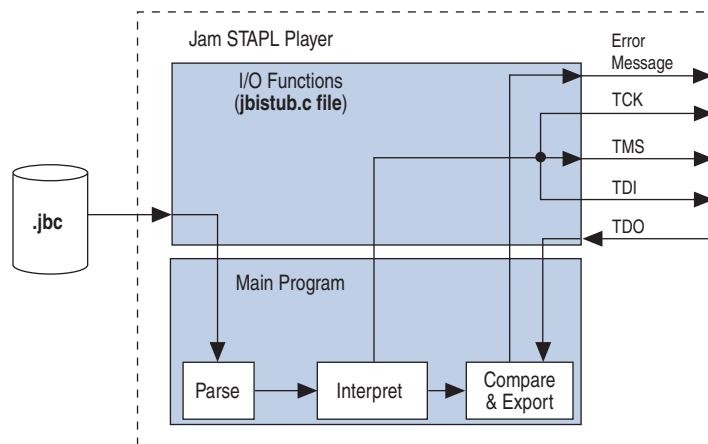 Jam STAPL Player
I/O Functions
(jbistub.c file)
Error
Message
TCK
TMS
TDI
TDO
.jbc
Main Program
Parse
Interpret
Compare
& Export